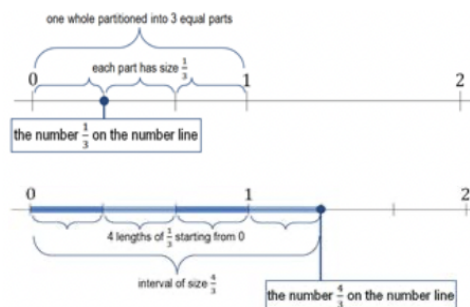 one whole partitioned into 3 equal parts
each part has size 1/3
0 1 2
the number 1/3 on the number line
0 1 2
4 lengths of 1/3 starting from 0
interval of size 4/3
the number 4/3 on the number line